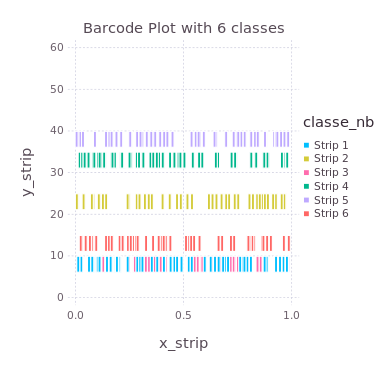 Barcode Plot with 6 classes
60
50
40
30
20
10
0
y_strip
0.0
0.5
1.0
x_strip
classe_nb
Strip 1
Strip 2
Strip 3
Strip 4
Strip 5
Strip 6